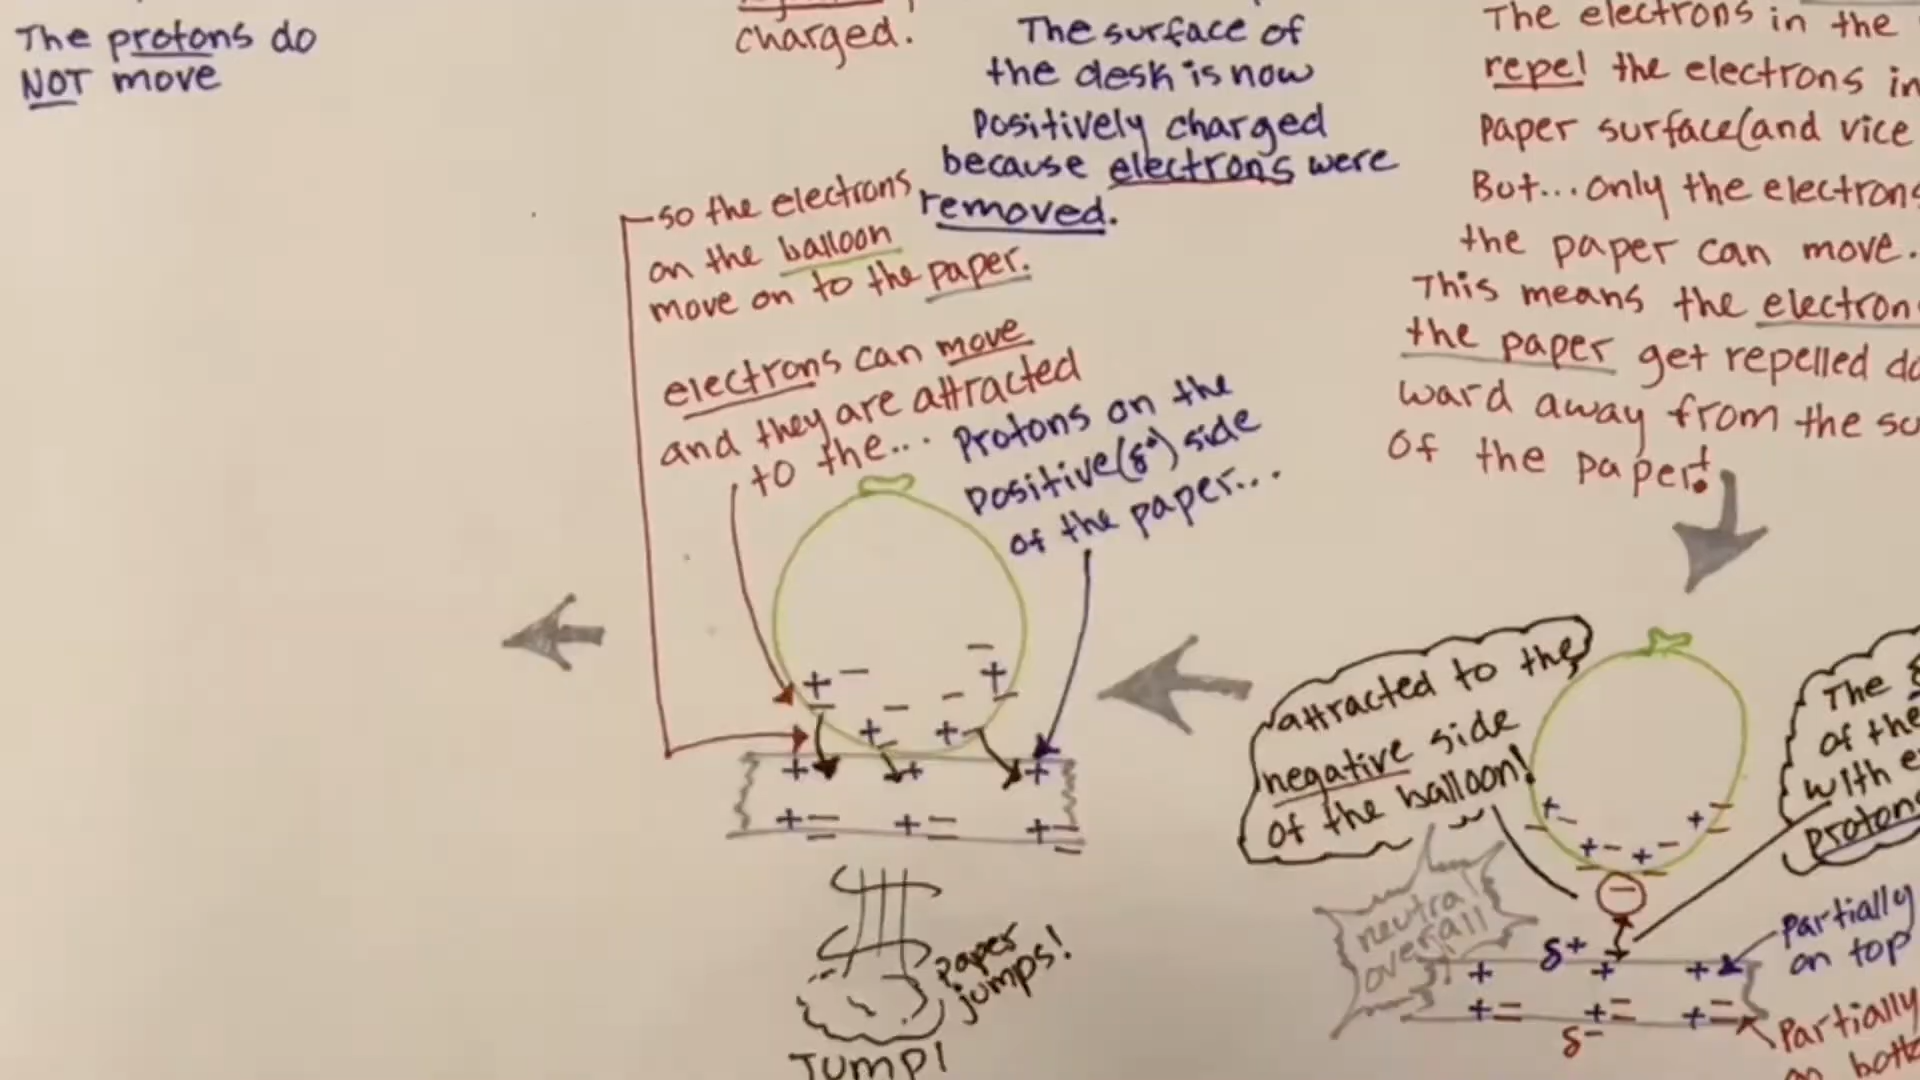 The protons do
NOT move
charged.
The surface of
the desk is now
positively charged
because electrons were
removed.
so the electrons
on the balloon
move on to the paper.
electrons can move
and they are attracted
to the...
Protons on the
positive (δ+) side
of the paper...
+ - - +
- - -
+ +
+ + +
+ = + = + =
Paper
jumps!
JUMP!
The electrons in the
repel the electrons in
paper surface (and vice
But... only the electrons
the paper can move.
This means the electron
the paper get repelled
ward away from the
of the paper!
attracted to the
negative side
of the balloon!
The
of the
with
protons
+ - + -
+ - + -
-
neutral
overall
δ+
+ + +
+ = + = + =
δ-
Partially
on top
Partially
on